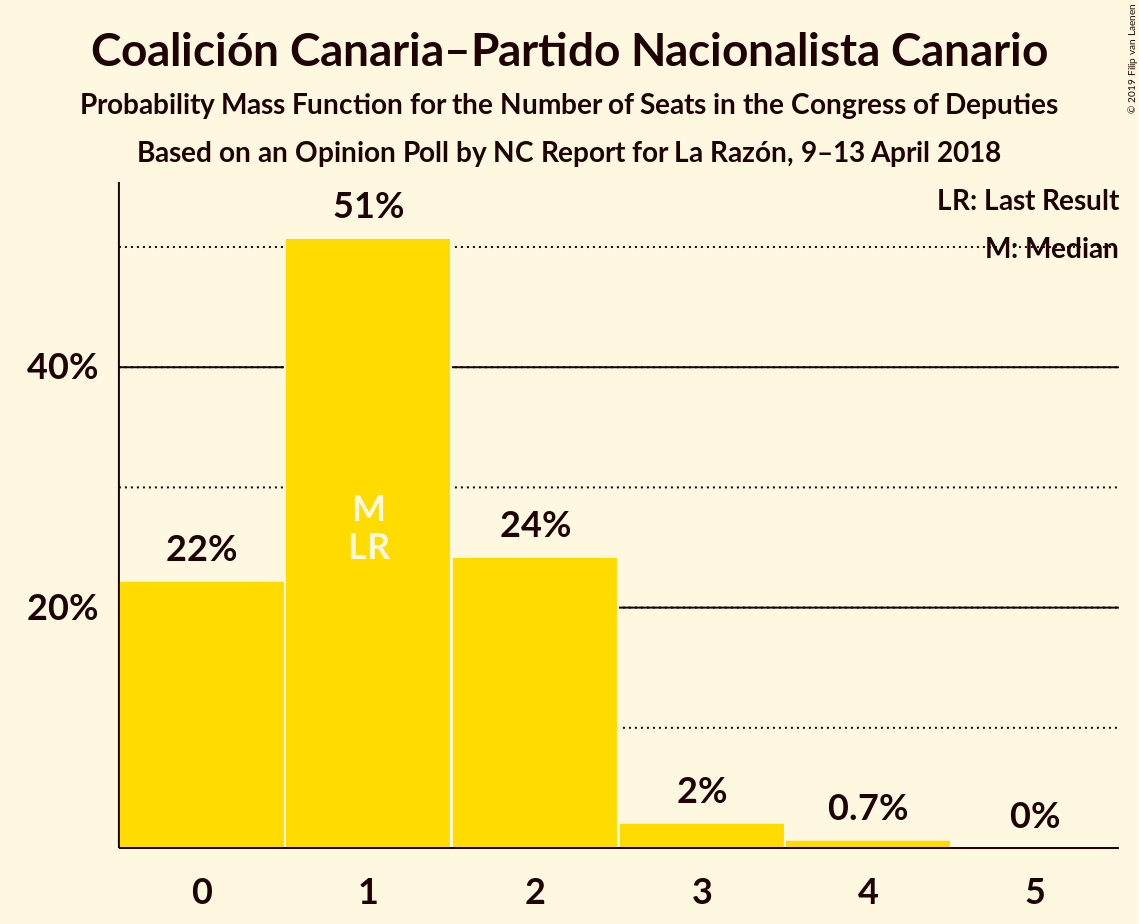 Coalición Canaria–Partido Nacionalista Canario
Probability Mass Function for the Number of Seats in the Congress of Deputies
Based on an Opinion Poll by NC Report for La Razón, 9–13 April 2018
© 2019 Filip van Laenen
LR: Last Result
M: Median
51%
40%
M
LR
24%
22%
20%
2%
0.7%
0%
0 1 2 3 4 5